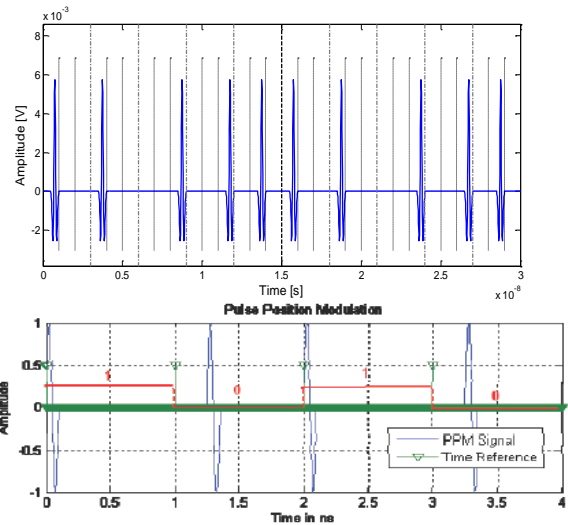 x 10⁻³
8
6
4
2
0
-2
Amplitude [V]
0 0.5 1 1.5 2 2.5 3
Time [s]
x 10⁻⁸
Pulse Position Modulation
1
0.5
0
-0.5
-1
Amplitude
1 0 1 0
PPM Signal
Time Reference
0 0.5 1 1.5 2 2.5 3 3.5 4
Time in ns